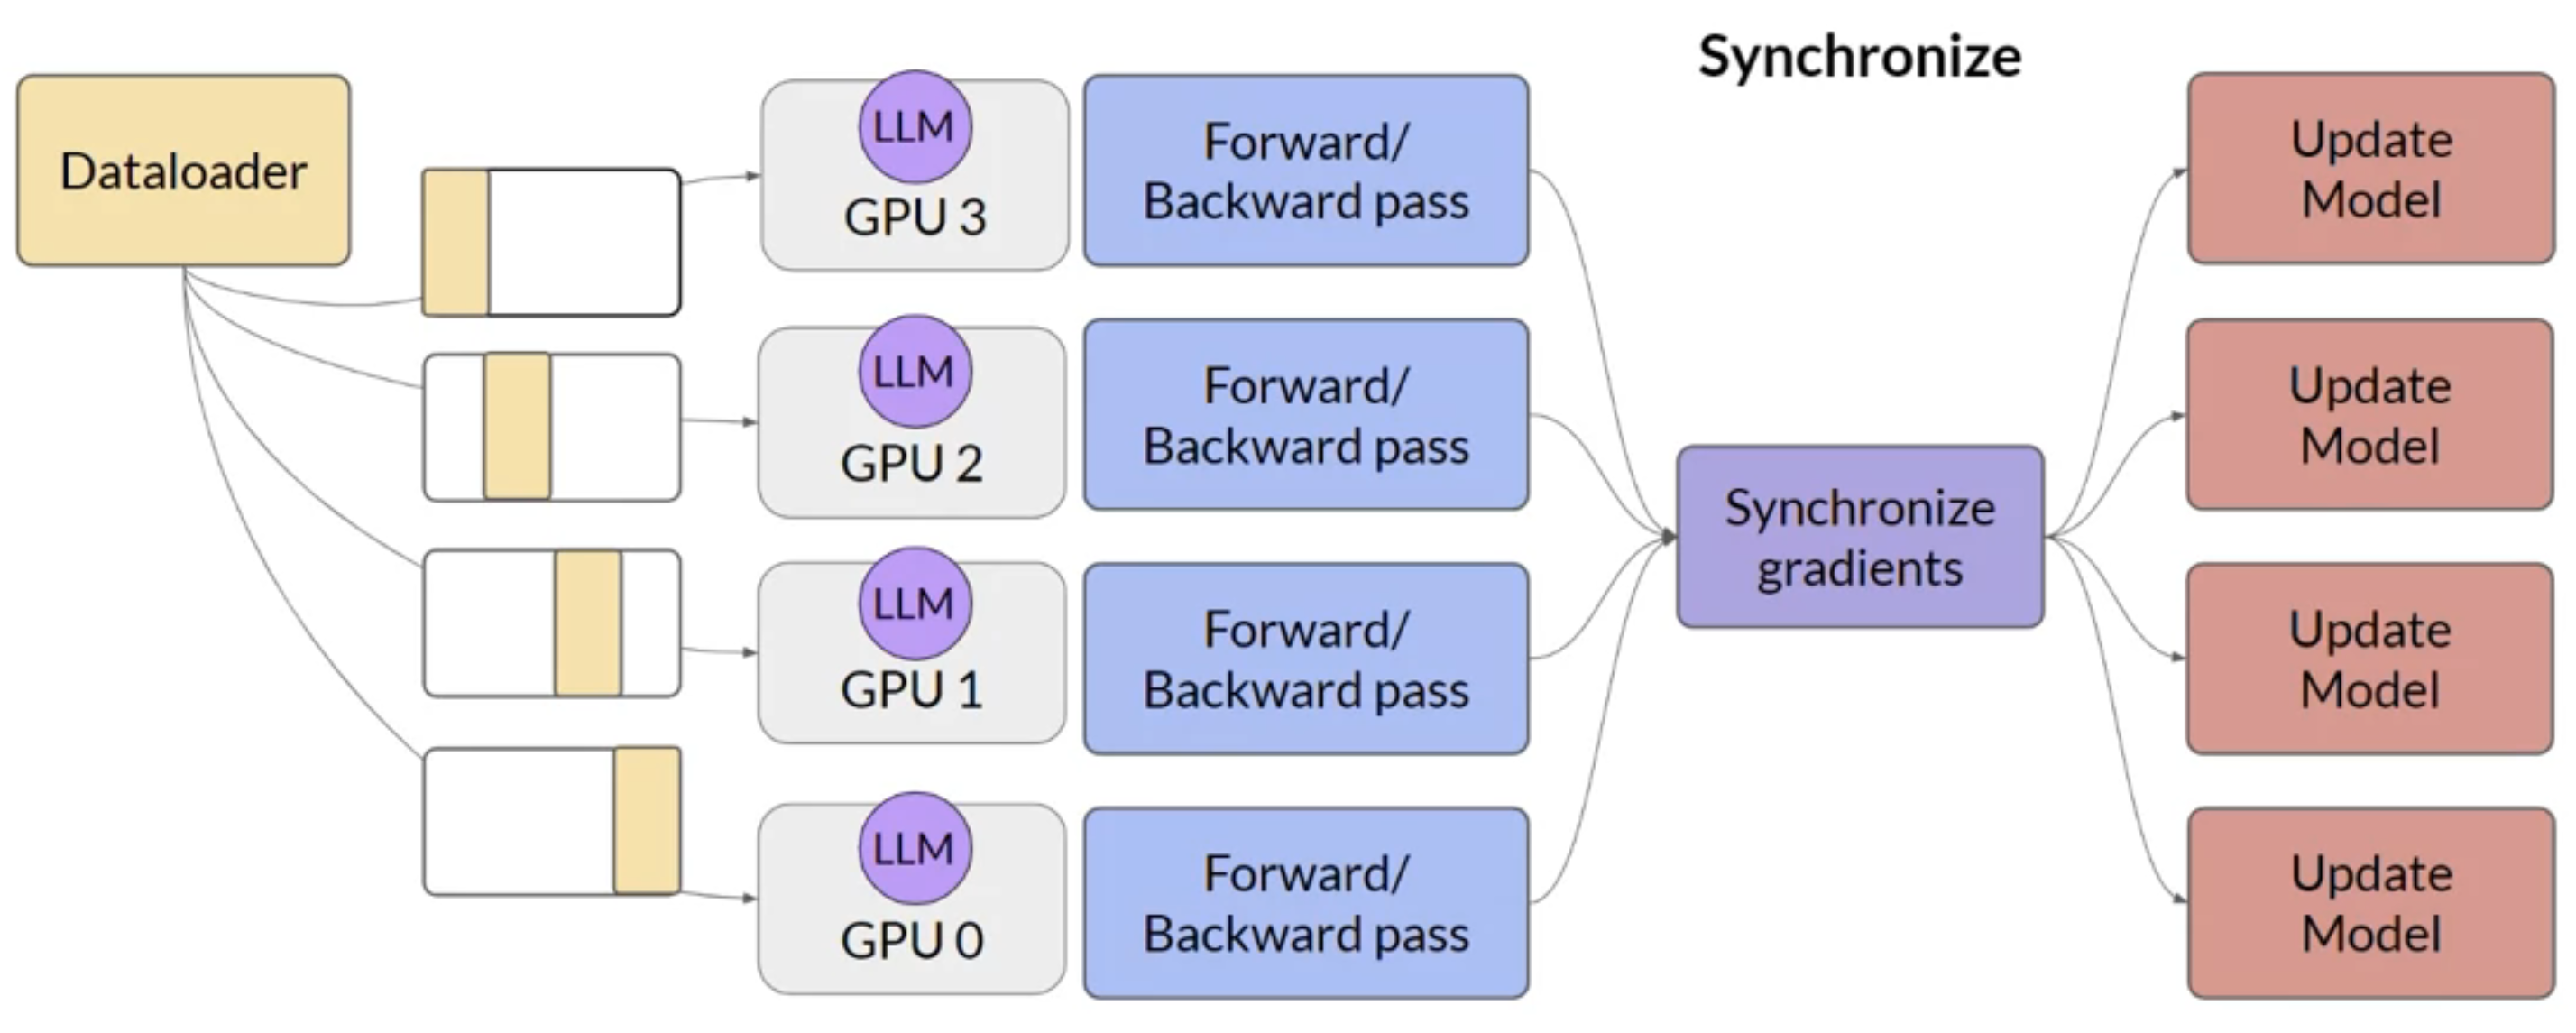 Synchronize
Dataloader
LLM
GPU 3
Forward/
Backward pass
Update
Model
LLM
GPU 2
Forward/
Backward pass
Update
Model
Synchronize
gradients
LLM
GPU 1
Forward/
Backward pass
Update
Model
LLM
GPU 0
Forward/
Backward pass
Update
Model